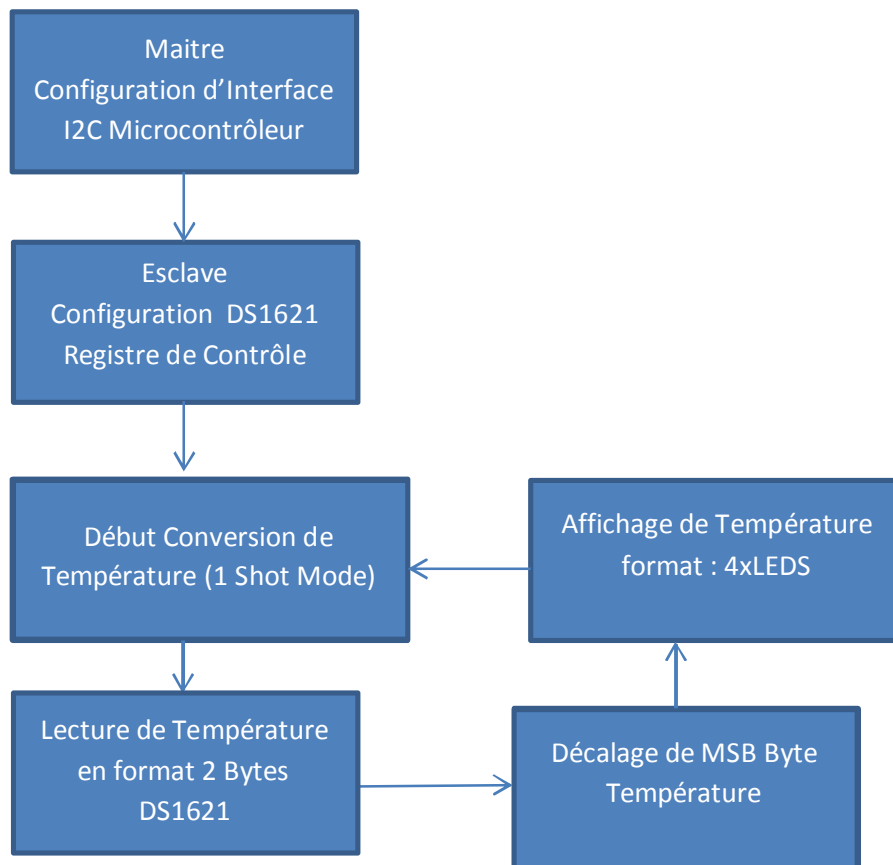 Maitre
Configuration d’Interface
I2C Microcontrôleur
Esclave
Configuration DS1621
Registre de Contrôle
Début Conversion de
Température (1 Shot Mode)
Affichage de Température
format : 4xLEDS
Lecture de Température
en format 2 Bytes
DS1621
Décalage de MSB Byte
Température